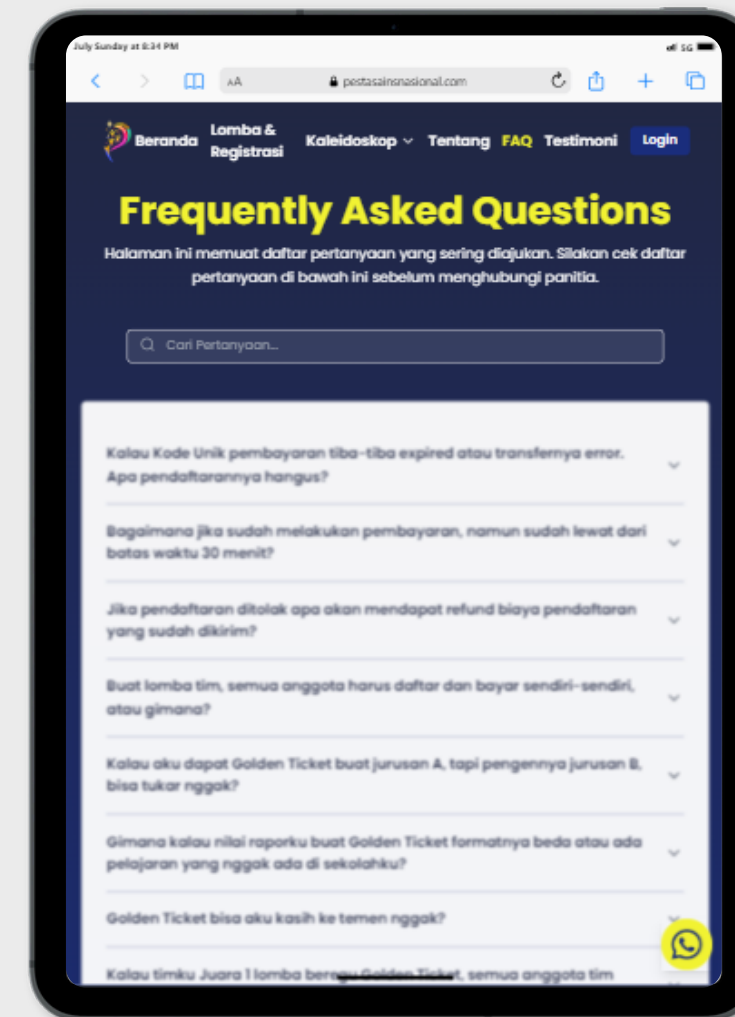 July Sunday at 8:34 PM
5G
AA
pestasainsnasional.com
Beranda
Lomba &
Registrasi
Kaleidoskop
Tentang
FAQ
Testimoni
Login
Frequently Asked Questions
Halaman ini memuat daftar pertanyaan yang sering diajukan. Silakan cek daftar
pertanyaan di bawah ini sebelum menghubungi panitia.
Cari Pertanyaan...
Kalau Kode Unik pembayaran tiba-tiba expired atau transfernya error.
Apa pendaftarannya hangus?
Bagaimana jika sudah melakukan pembayaran, namun sudah lewat dari
batas waktu 30 menit?
Jika pendaftaran ditolak apa akan mendapat refund biaya pendaftaran
yang sudah dikirim?
Buat lomba tim, semua anggota harus daftar dan bayar sendiri-sendiri,
atau gimana?
Kalau aku dapat Golden Ticket buat jurusan A, tapi pengennya jurusan B,
bisa tukar nggak?
Gimana kalau nilai raporku buat Golden Ticket formatnya beda atau ada
pelajaran yang nggak ada di sekolahku?
Golden Ticket bisa aku kasih ke temen nggak?
Kalau timku Juara 1 lomba beregu Golden Ticket, semua anggota tim